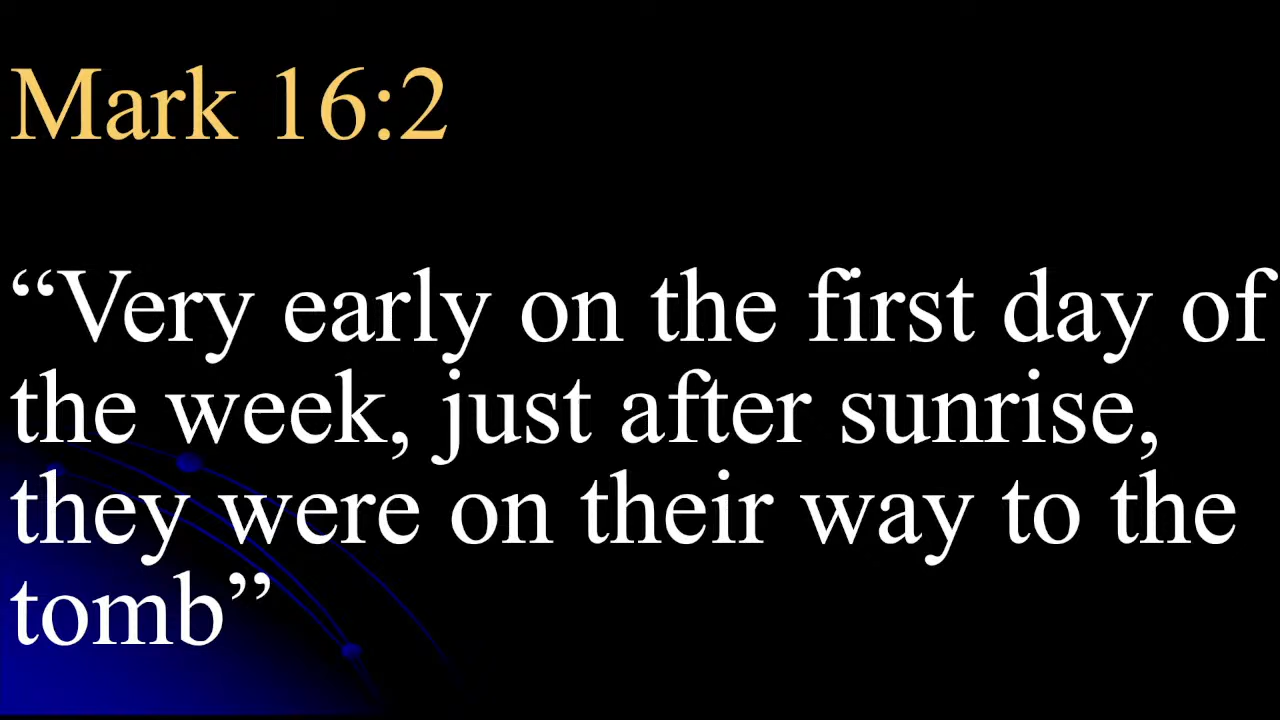 Mark 16:2
“Very early on the first day of
the week, just after sunrise,
they were on their way to the
tomb”